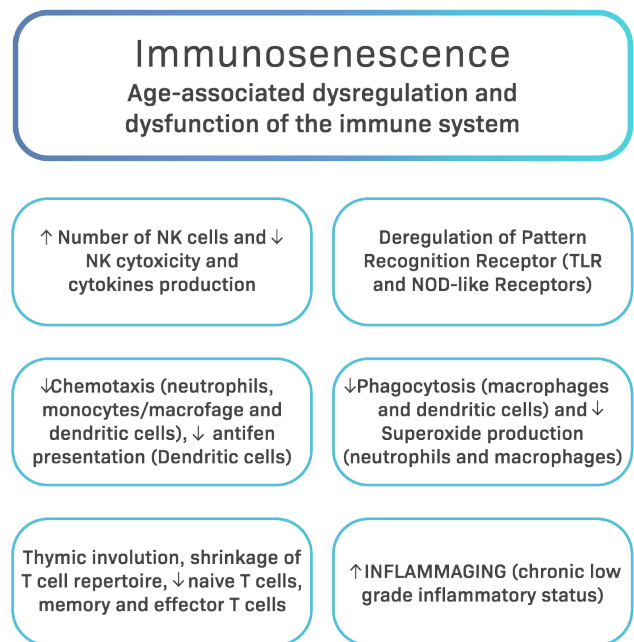 Immunosenescence
Age-associated dysregulation and
dysfunction of the immune system
↑ Number of NK cells and ↓
NK cytoxicity and
cytokines production
Deregulation of Pattern
Recognition Receptor (TLR
and NOD-like Receptors)
↓Chemotaxis (neutrophils,
monocytes/macrofage and
dendritic cells), ↓ antifen
presentation (Dendritic cells)
↓Phagocytosis (macrophages
and dendritic cells) and ↓
Superoxide production
(neutrophils and macrophages)
Thymic involution, shrinkage of
T cell repertoire, ↓ naive T cells,
memory and effector T cells
↑INFLAMMAGING (chronic low
grade inflammatory status)